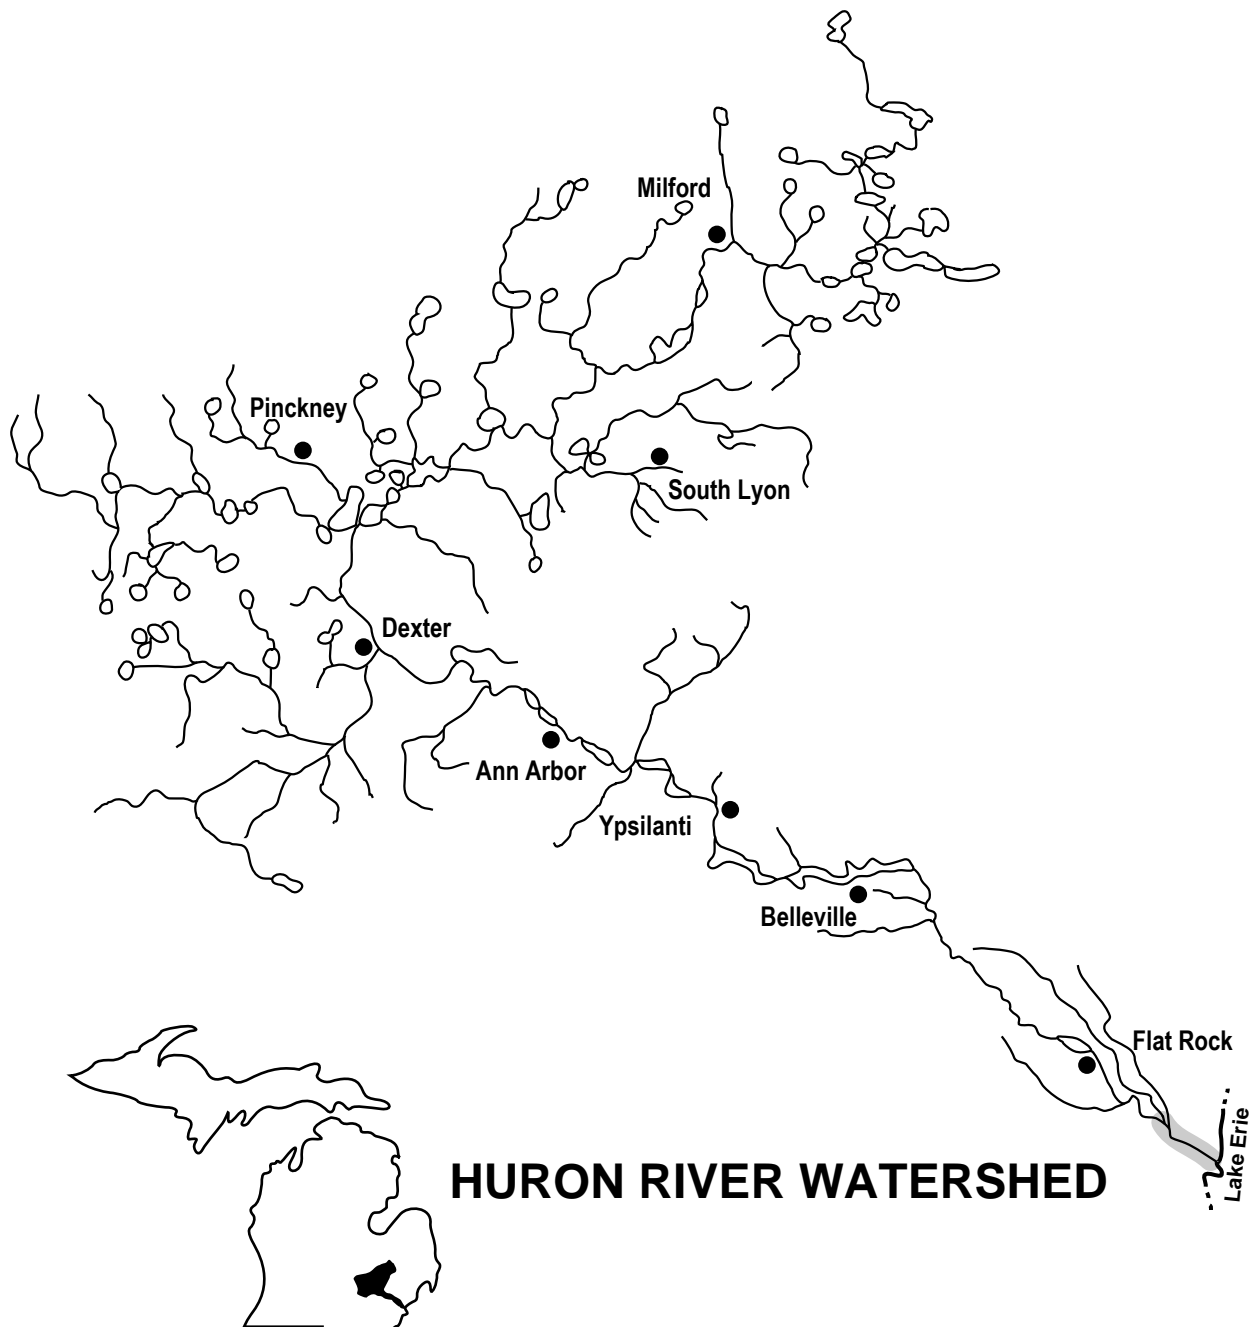 Milford
Pinckney
South Lyon
Dexter
Ann Arbor
Ypsilanti
Belleville
Flat Rock
Lake Erie
HURON RIVER WATERSHED